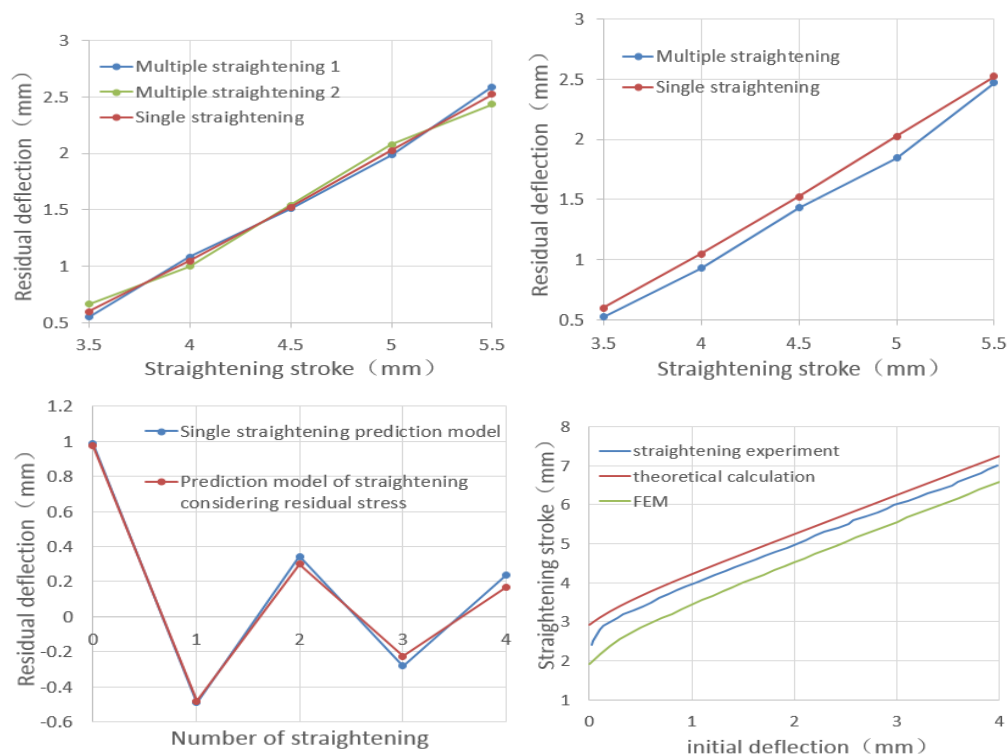 3
2.5
2
1.5
1
0.5
3.5
4
4.5
5
5.5
Residual deflection（mm）
Straightening stroke（mm）
Multiple straightening 1
Multiple straightening 2
Single straightening
3
2.5
2
1.5
1
0.5
3.5
4
4.5
5
5.5
Residual deflection（mm）
Straightening stroke（mm）
Multiple straightening
Single straightening
1.2
1
0.8
0.6
0.4
0.2
0
-0.2
-0.4
-0.6
0
1
2
3
4
Residual deflection（mm）
Number of straightening
Single straightening prediction model
Prediction model of straightening
considering residual stress
8
7
6
5
4
3
2
1
0
1
2
3
4
Straightening stroke（mm）
initial deflection（mm）
straightening experiment
theoretical calculation
FEM